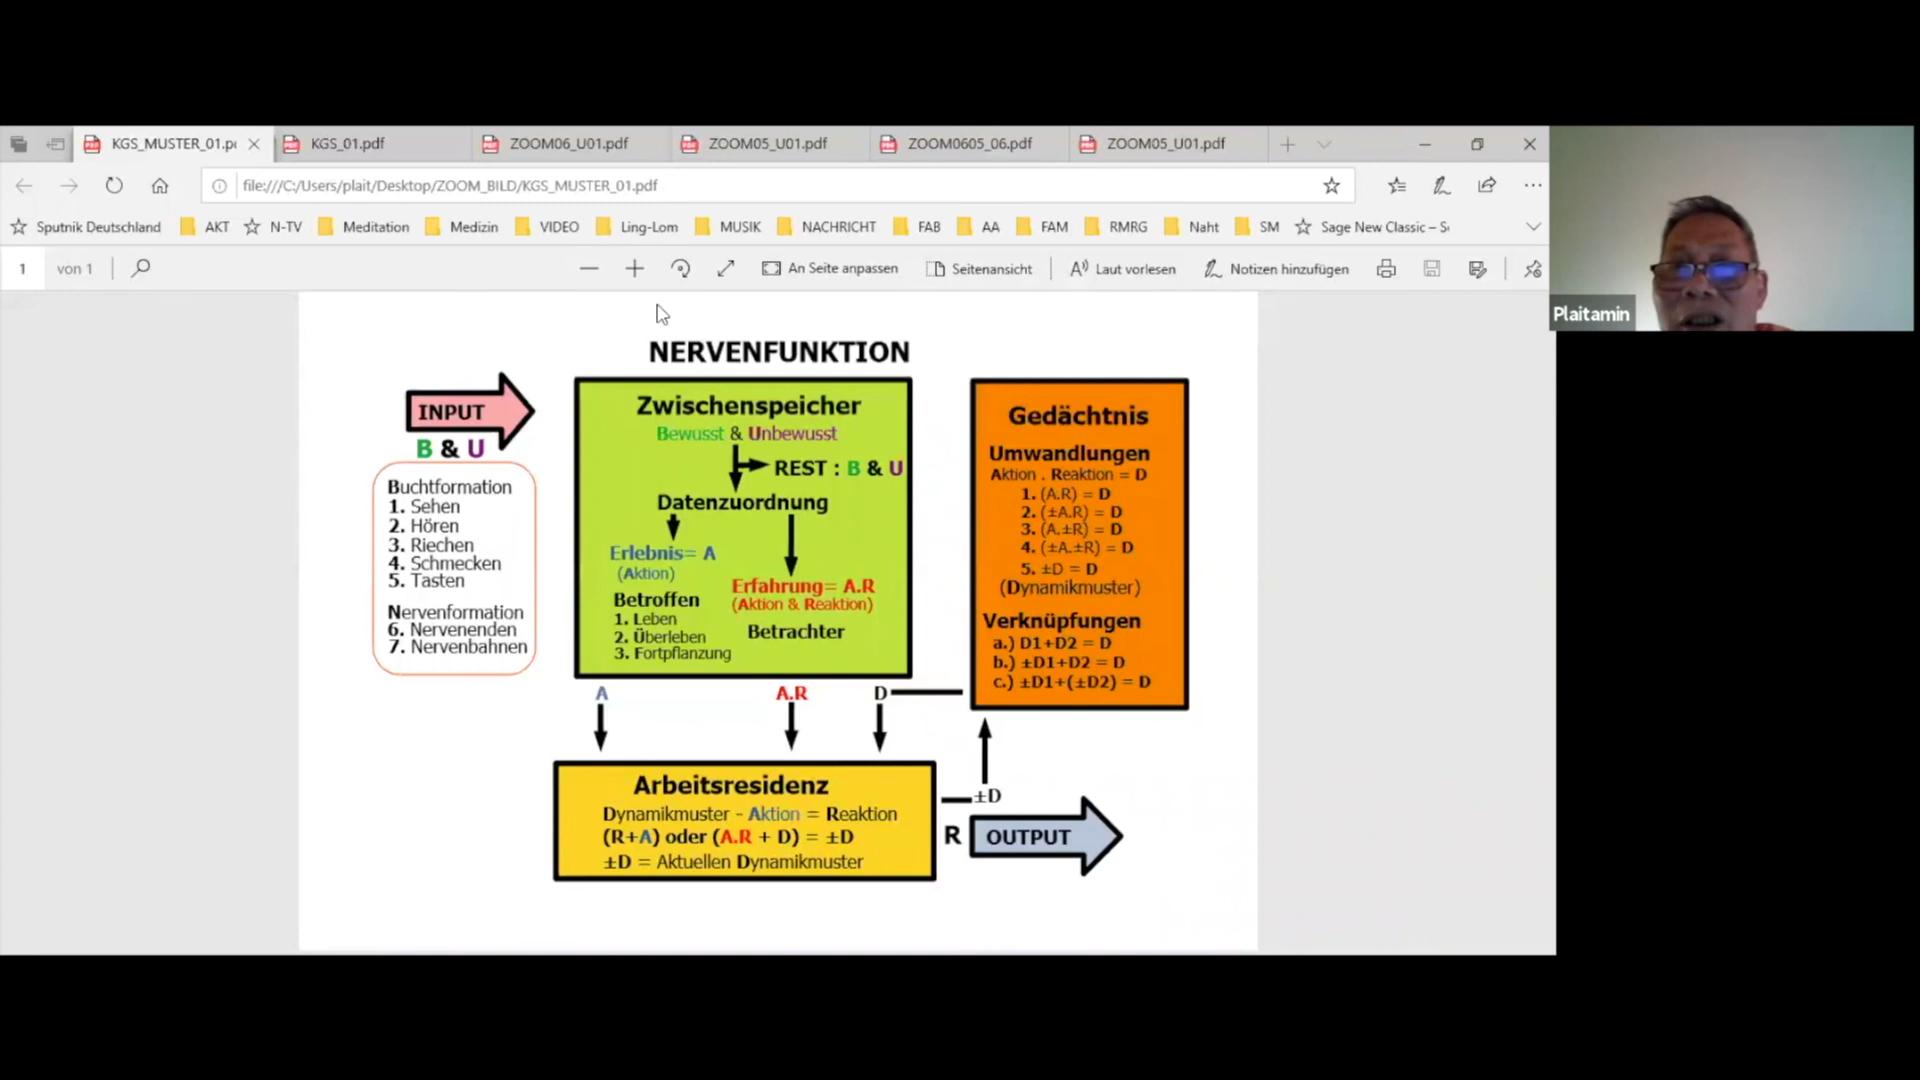 KGS_MUSTER_01.p
KGS_01.pdf
ZOOM06_U01.pdf
ZOOM05_U01.pdf
ZOOM0605_06.pdf
ZOOM05_U01.pdf
file:///C:/Users/plait/Desktop/ZOOM_BILD/KGS_MUSTER_01.pdf
Sputnik Deutschland AKT N-TV Meditation Medizin VIDEO Ling-Lom MUSIK NACHRICHT FAB AA FAM RMRG Naht SM Sage New Classic – S
1 von 1 An Seite anpassen Seitenansicht Laut vorlesen Notizen hinzufügen
Plaitamin
NERVENFUNKTION
INPUT
B & U
Buchtformation
1. Sehen
2. Hören
3. Riechen
4. Schmecken
5. Tasten
Nervenformation
6. Nervenenden
7. Nervenbahnen
Zwischenspeicher
Bewusst & Unbewusst
REST : B & U
Datenzuordnung
Erlebnis= A
(Aktion)
Betroffen
1. Leben
2. Überleben
3. Fortpflanzung
Erfahrung= A.R
(Aktion & Reaktion)
Betrachter
Gedächtnis
Umwandlungen
Aktion . Reaktion = D
1. (A.R) = D
2. (±A.R) = D
3. (A.±R) = D
4. (±A.±R) = D
5. ±D = D
(Dynamikmuster)
Verknüpfungen
a.) D1+D2 = D
b.) ±D1+D2 = D
c.) ±D1+(±D2) = D
A A.R D
Arbeitsresidenz
Dynamikmuster - Aktion = Reaktion
(R+A) oder (A.R + D) = ±D
±D = Aktuellen Dynamikmuster
±D
R OUTPUT